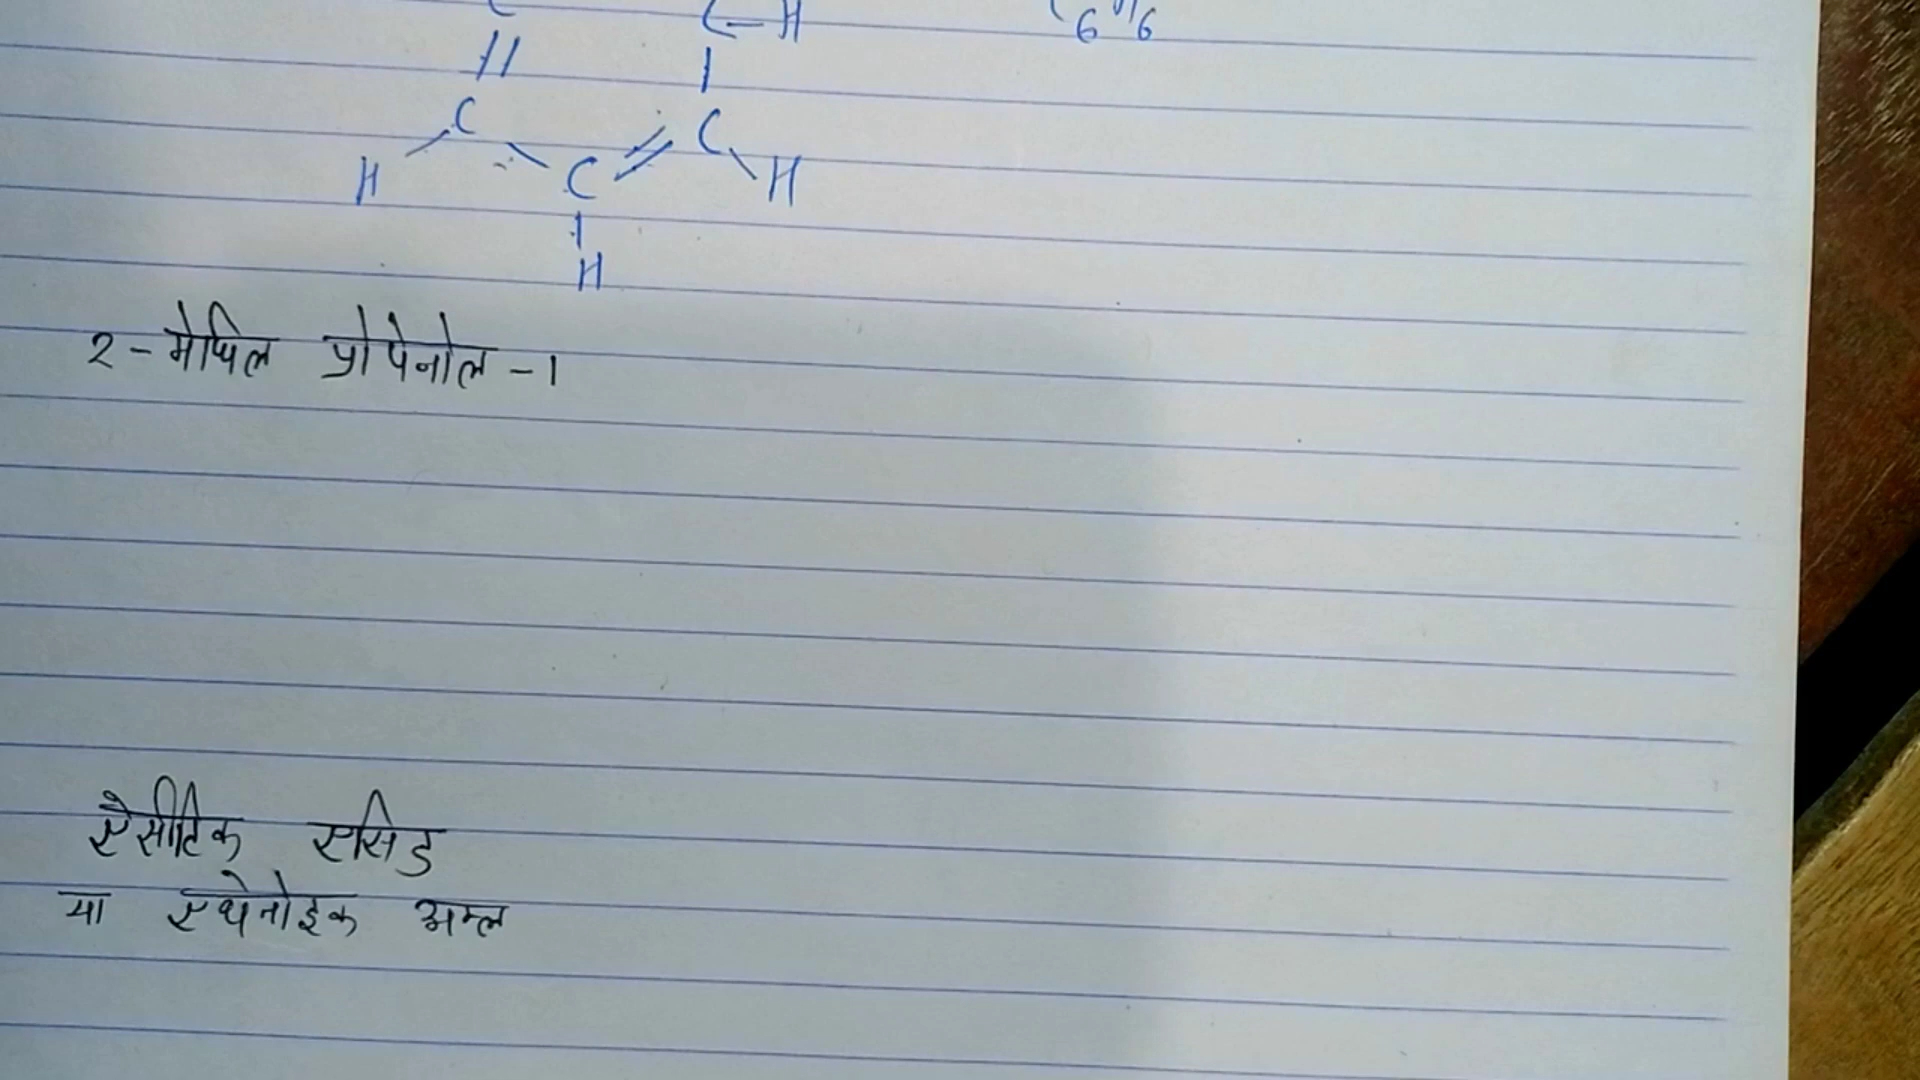 C - H
C6H6
//
|
C
C
H
C
H
|
H
2 - मेथिल प्रोपेनोल - 1
ऐसीटिक एसिड
या एथेनोइक अम्ल